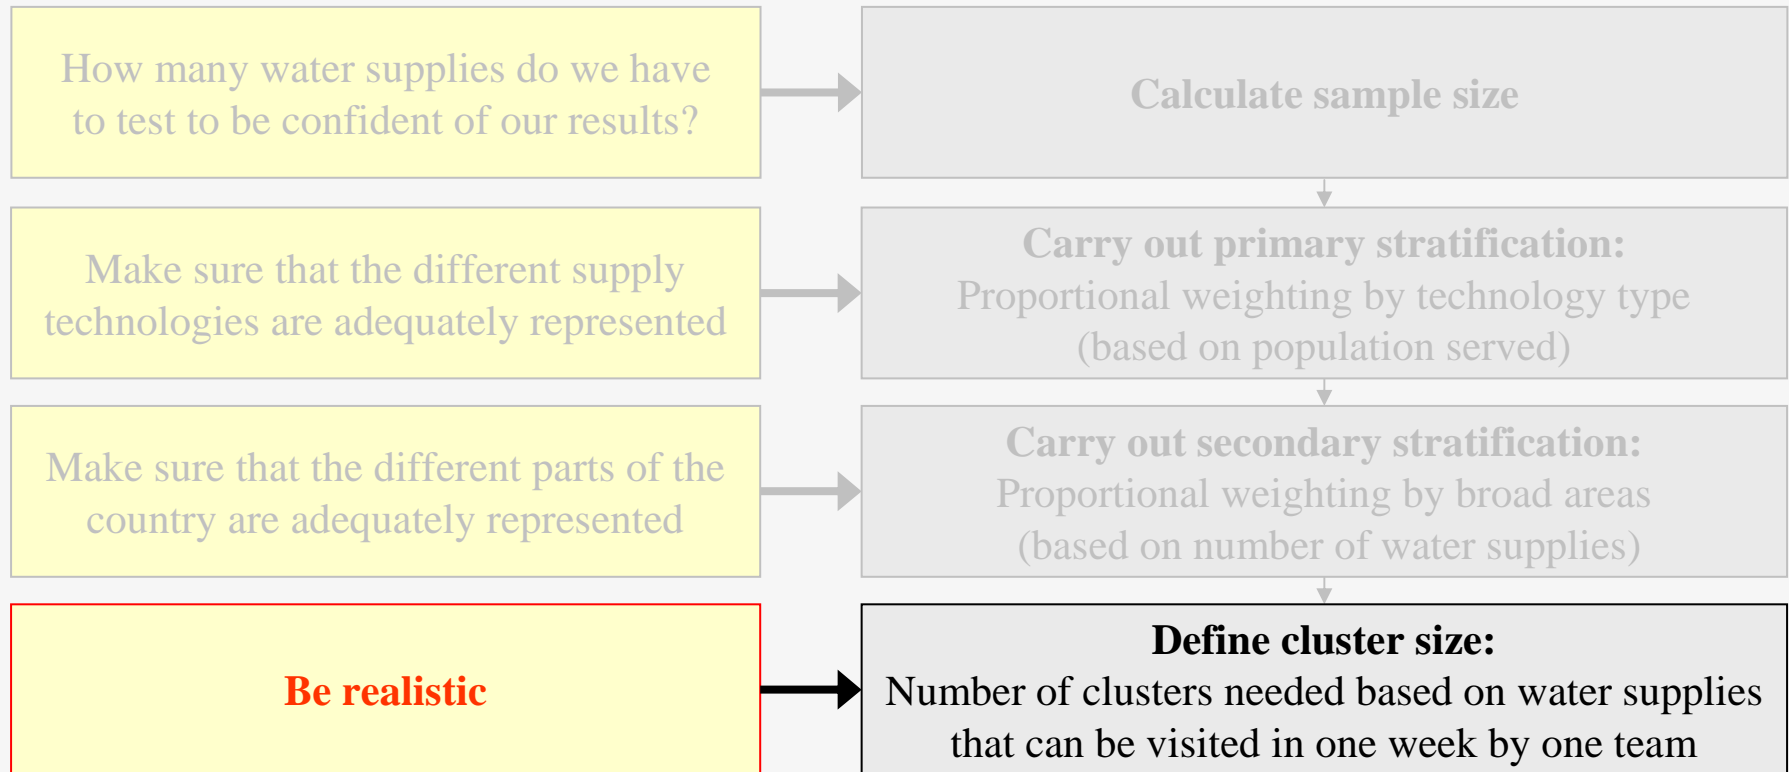 How many water supplies do we have
to test to be confident of our results?
Calculate sample size
Make sure that the different supply
technologies are adequately represented
Carry out primary stratification:
Proportional weighting by technology type
(based on population served)
Make sure that the different parts of the
country are adequately represented
Carry out secondary stratification:
Proportional weighting by broad areas
(based on number of water supplies)
Be realistic
Define cluster size:
Number of clusters needed based on water supplies
that can be visited in one week by one team